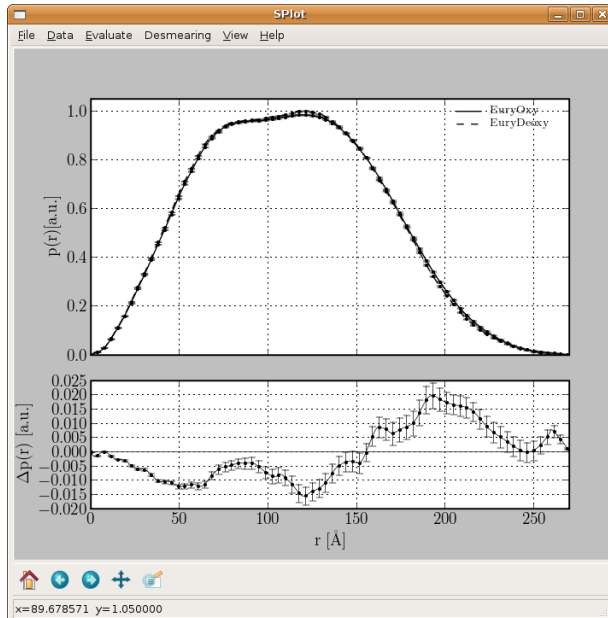 SPlot
File Data Evaluate Desmearing View Help
1.0
0.8
0.6
0.4
0.2
0.0
p(r)[a.u.]
EuryOxy
EuryDeoxy
0.025
0.020
0.015
0.010
0.005
0.000
−0.005
−0.010
−0.015
−0.020
Δp(r) [a.u.]
0 50 100 150 200 250
r [Å]
x=89.678571 y=1.050000